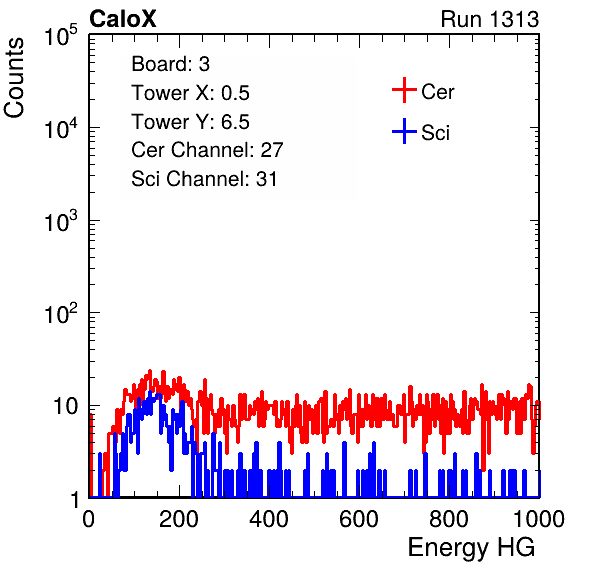 CaloX Run 1313
Counts
10^5
10^4
10^3
10^2
10
1
Board: 3
Tower X: 0.5
Tower Y: 6.5
Cer Channel: 27
Sci Channel: 31
Cer
Sci
0 200 400 600 800 1000
Energy HG